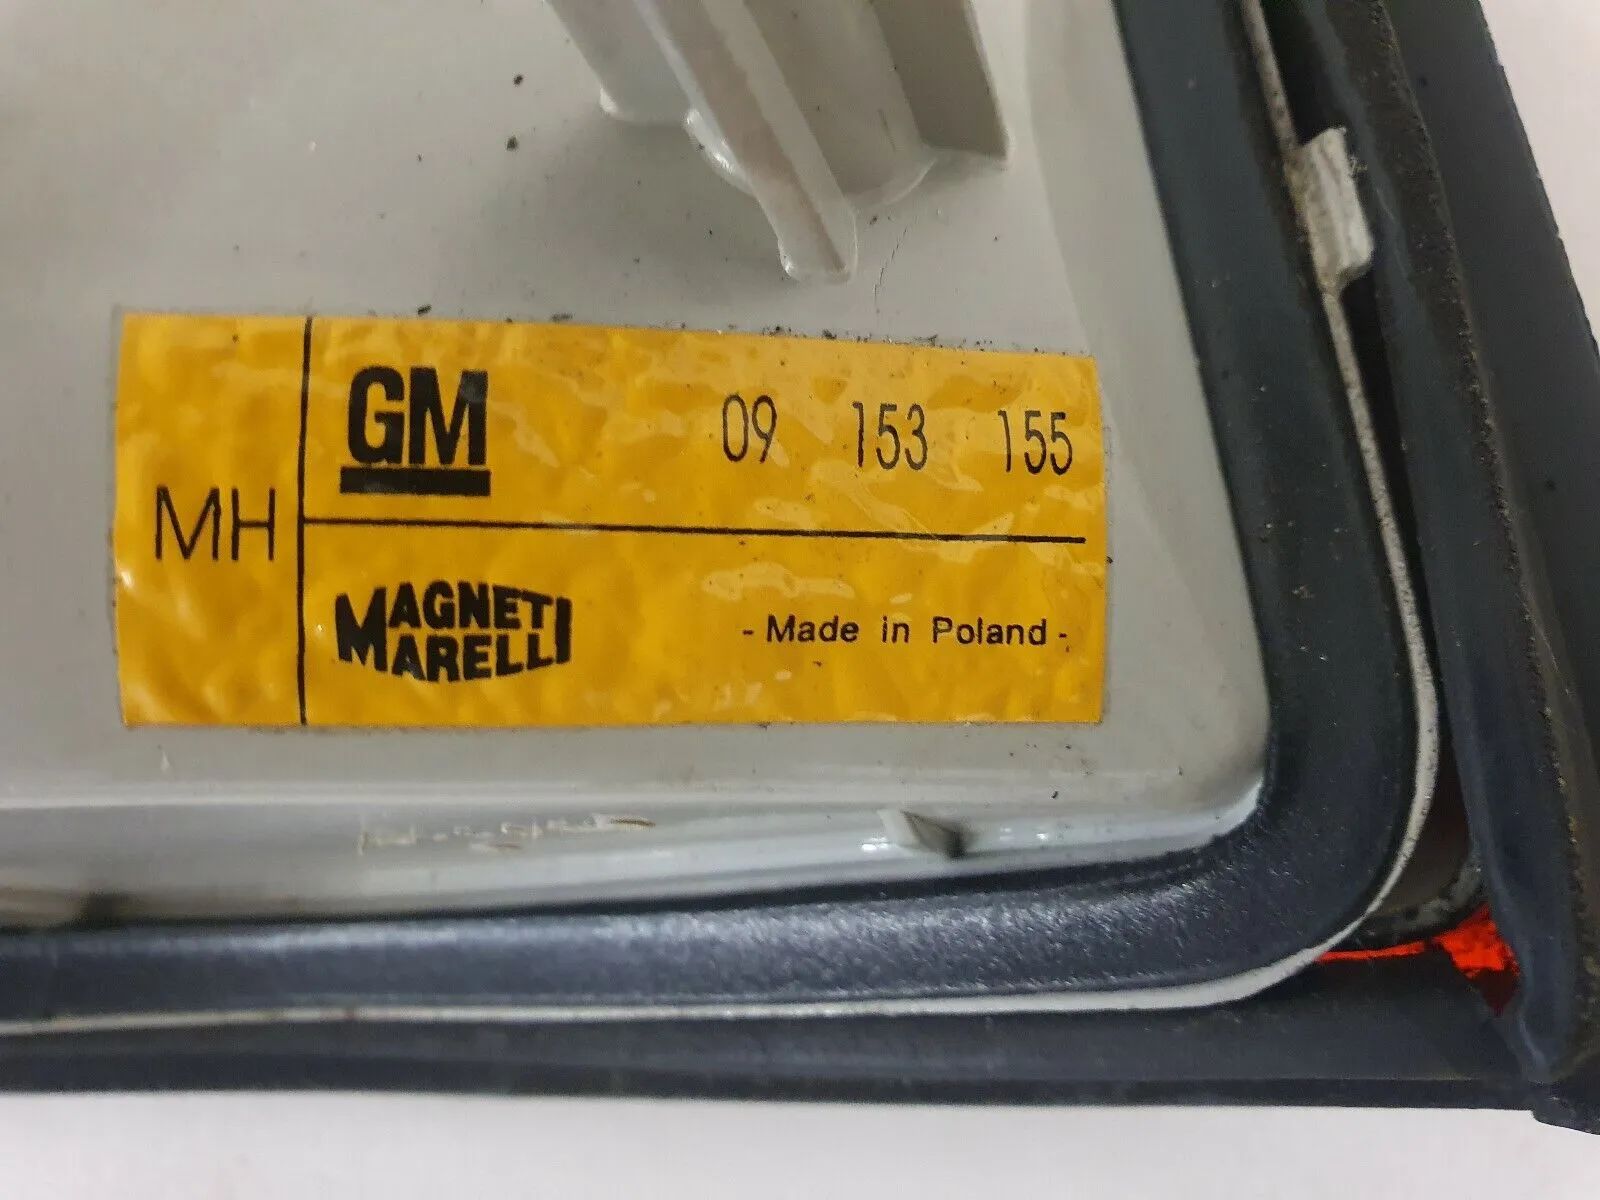 MH
GM 09 153 155
MAGNETI
MARELLI
- Made in Poland -